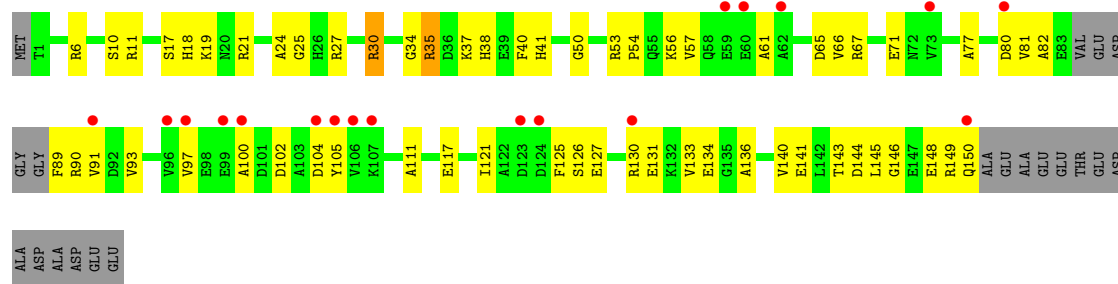 MET T1 R6 S10 R11 S17 H18 K19 N20 R21 A24 G25 H26 R27 R30 G34 R35 D36 K37 H38 E39 F40 H41 G50 R53 P54 Q55 K56 V57 Q58 E59 E60 A61 A62 D65 V66 R67 E71 N72 V73 A77 D80 V81 A82 E83 VAL GLU ASP
GLY GLY F89 R90 V91 D92 V93 V96 V97 E98 E99 A100 D101 D102 A103 D104 Y105 V106 K107 A111 E117 I121 A122 D123 D124 F125 S126 E127 R130 E131 K132 V133 E134 G135 A136 V140 E141 L142 T143 D144 L145 G146 E147 E148 R149 Q150 ALA GLU ALA GLU GLU THR GLU ASP
ALA ASP ALA ASP GLU GLU